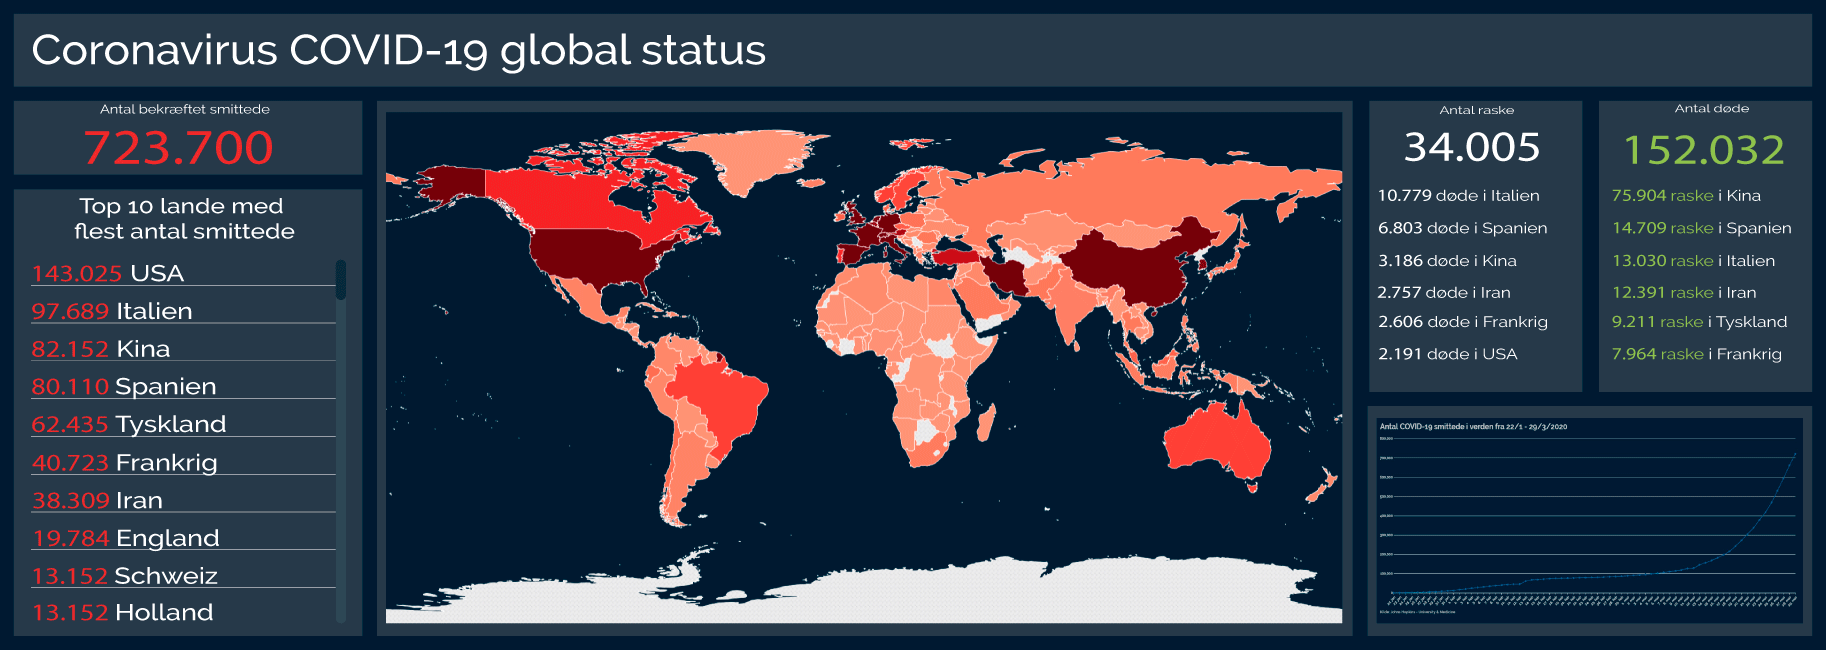 Coronavirus COVID-19 global status
Antal bekræftet smittede
723.700
Top 10 lande med
flest antal smittede
143.025 USA
97.689 Italien
82.152 Kina
80.110 Spanien
62.435 Tyskland
40.723 Frankrig
38.309 Iran
19.784 England
13.152 Schweiz
13.152 Holland
Antal raske
34.005
10.779 døde i Italien
6.803 døde i Spanien
3.186 døde i Kina
2.757 døde i Iran
2.606 døde i Frankrig
2.191 døde i USA
Antal døde
152.032
75.904 raske i Kina
14.709 raske i Spanien
13.030 raske i Italien
12.391 raske i Iran
9.211 raske i Tyskland
7.964 raske i Frankrig
Antal COVID-19 smittede i verden fra 22/1 - 29/3/2020